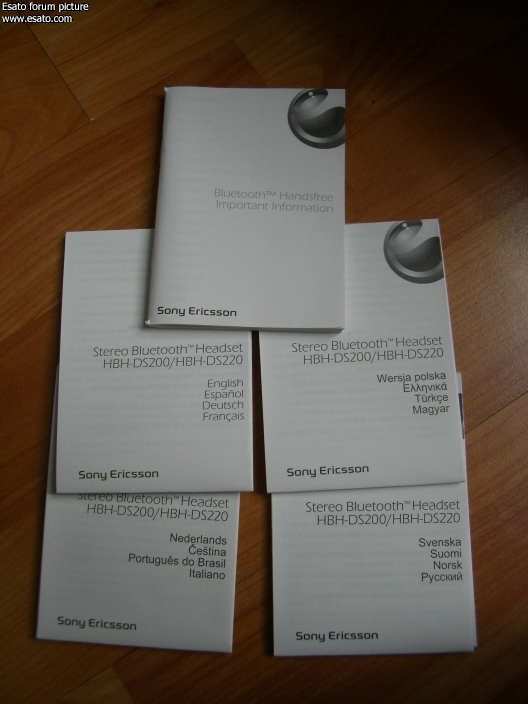 Esato forum picture
www.esato.com
Bluetooth™ Handsfree
Important Information
Sony Ericsson
Stereo Bluetooth™ Headset
HBH-DS200/HBH-DS220
English
Español
Deutsch
Français
Sony Ericsson
Stereo Bluetooth™ Headset
HBH-DS200/HBH-DS220
Wersja polska
Ελληνικά
Türkçe
Magyar
Sony Ericsson
Stereo Bluetooth™ Headset
HBH-DS200/HBH-DS220
Nederlands
Čeština
Português do Brasil
Italiano
Sony Ericsson
Stereo Bluetooth™ Headset
HBH-DS200/HBH-DS220
Svenska
Suomi
Norsk
Русский
Sony Ericsson